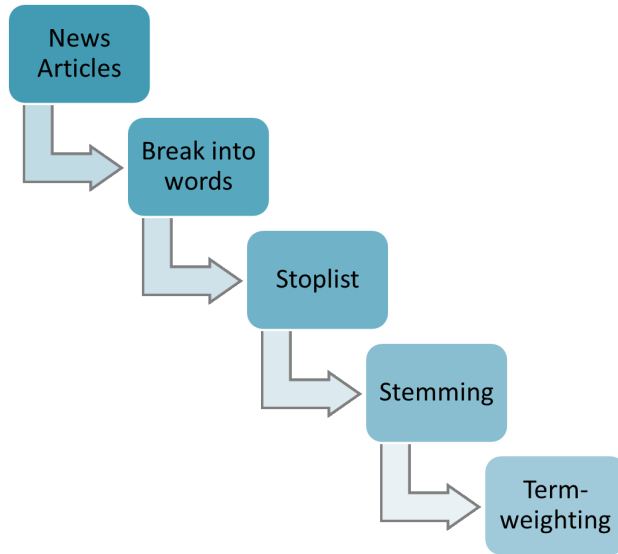 News
Articles
Break into
words
Stoplist
Stemming
Term-
weighting